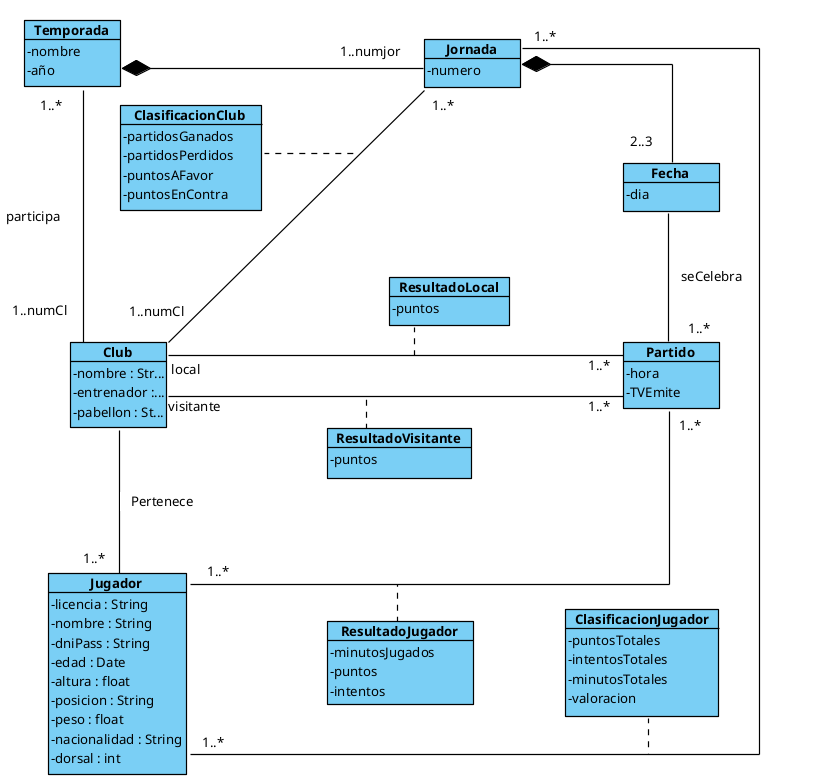 Temporada
-nombre
-año
1..numjor
Jornada
-numero
1..*
1..*
1..*
ClasificacionClub
-partidosGanados
-partidosPerdidos
-puntosAFavor
-puntosEnContra
2..3
Fecha
-dia
participa
seCelebra
1..numCl
1..numCl
ResultadoLocal
-puntos
1..*
Club
-nombre : Str...
-entrenador :...
-pabellon : St...
local
1..*
Partido
-hora
-TVEmite
visitante
1..*
1..*
ResultadoVisitante
-puntos
Pertenece
1..*
1..*
Jugador
-licencia : String
-nombre : String
-dniPass : String
-edad : Date
-altura : float
-posicion : String
-peso : float
-nacionalidad : String
-dorsal : int
ResultadoJugador
-minutosJugados
-puntos
-intentos
ClasificacionJugador
-puntosTotales
-intentosTotales
-minutosTotales
-valoracion
1..*